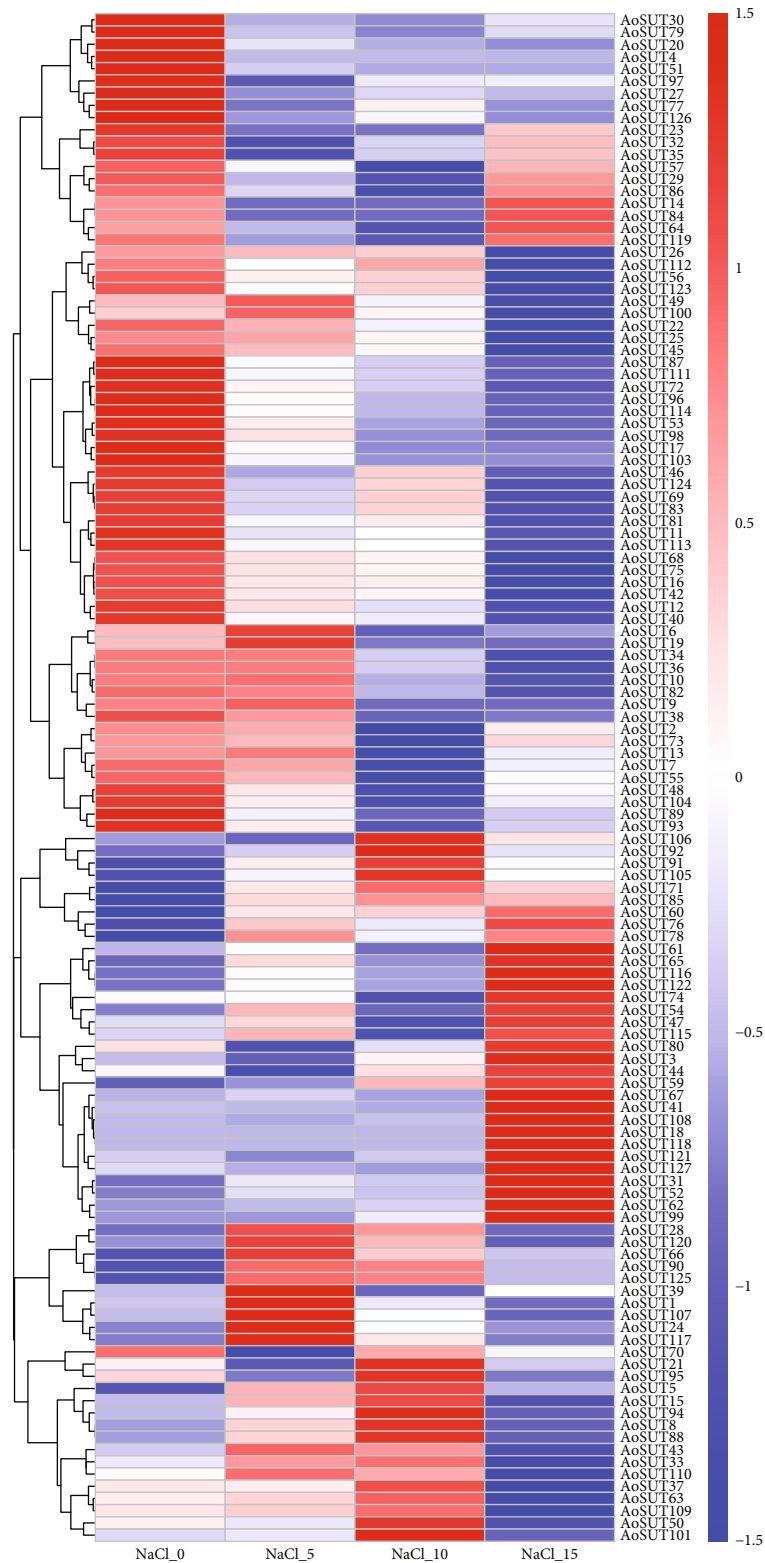 AoSUT30
AoSUT79
AoSUT20
AoSUT4
AoSUT51
AoSUT97
AoSUT27
AoSUT77
AoSUT126
AoSUT23
AoSUT32
AoSUT35
AoSUT57
AoSUT29
AoSUT86
AoSUT14
AoSUT84
AoSUT64
AoSUT119
AoSUT26
AoSUT112
AoSUT56
AoSUT123
AoSUT49
AoSUT100
AoSUT22
AoSUT25
AoSUT45
AoSUT87
AoSUT111
AoSUT72
AoSUT96
AoSUT114
AoSUT53
AoSUT98
AoSUT17
AoSUT103
AoSUT46
AoSUT124
AoSUT69
AoSUT83
AoSUT81
AoSUT11
AoSUT113
AoSUT68
AoSUT75
AoSUT16
AoSUT42
AoSUT12
AoSUT40
AoSUT6
AoSUT19
AoSUT34
AoSUT36
AoSUT10
AoSUT82
AoSUT9
AoSUT38
AoSUT2
AoSUT73
AoSUT13
AoSUT7
AoSUT55
AoSUT48
AoSUT104
AoSUT89
AoSUT93
AoSUT106
AoSUT92
AoSUT91
AoSUT105
AoSUT71
AoSUT85
AoSUT60
AoSUT76
AoSUT78
AoSUT61
AoSUT65
AoSUT116
AoSUT122
AoSUT74
AoSUT54
AoSUT47
AoSUT115
AoSUT80
AoSUT3
AoSUT44
AoSUT59
AoSUT67
AoSUT41
AoSUT108
AoSUT18
AoSUT118
AoSUT121
AoSUT127
AoSUT31
AoSUT52
AoSUT62
AoSUT99
AoSUT28
AoSUT120
AoSUT66
AoSUT90
AoSUT125
AoSUT39
AoSUT1
AoSUT107
AoSUT24
AoSUT117
AoSUT70
AoSUT21
AoSUT95
AoSUT5
AoSUT15
AoSUT94
AoSUT8
AoSUT88
AoSUT43
AoSUT33
AoSUT110
AoSUT37
AoSUT63
AoSUT109
AoSUT50
AoSUT101
NaCl_0 NaCl_5 NaCl_10 NaCl_15
1.5
1
0.5
0
−0.5
−1
−1.5